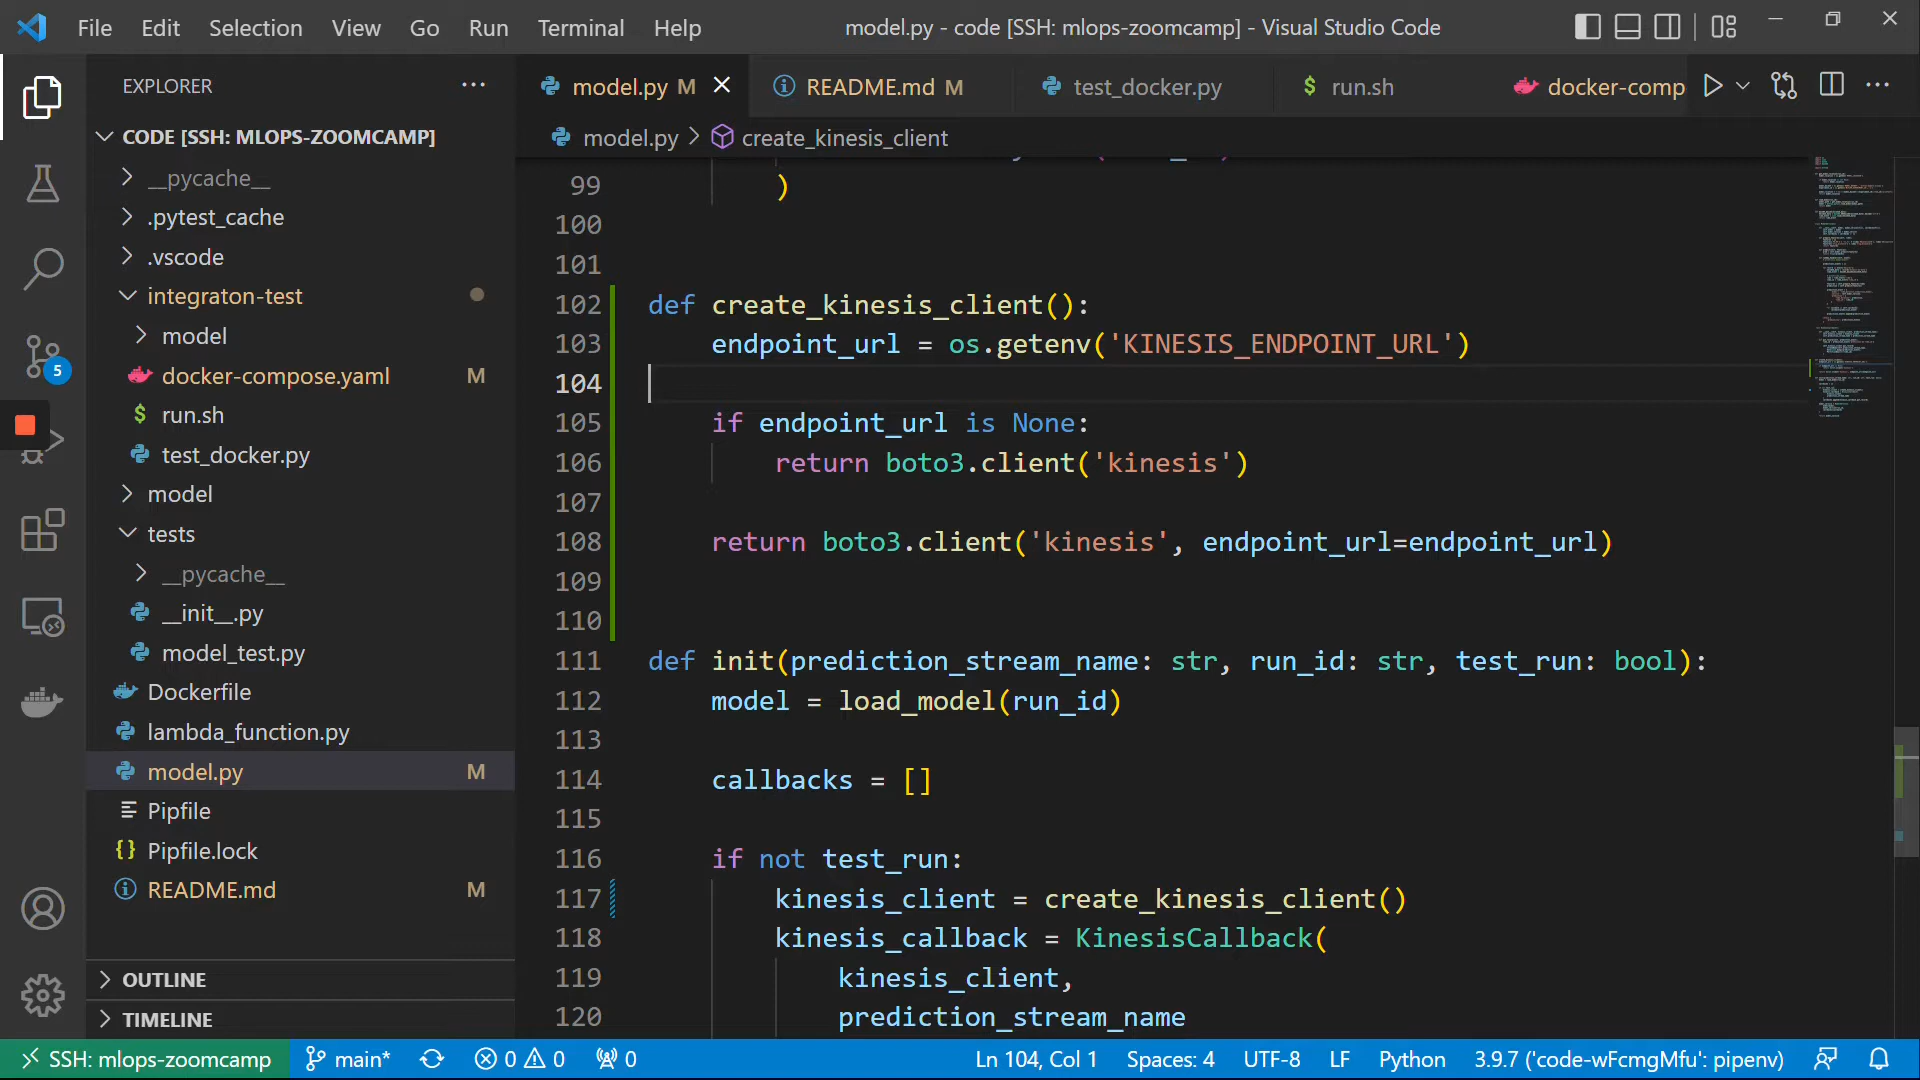 File Edit Selection View Go Run Terminal Help model.py - code [SSH: mlops-zoomcamp] - Visual Studio Code
EXPLORER
CODE [SSH: MLOPS-ZOOMCAMP]
__pycache__
.pytest_cache
.vscode
integraton-test
model
docker-compose.yaml M
run.sh
test_docker.py
model
tests
__pycache__
__init__.py
model_test.py
Dockerfile
lambda_function.py
model.py M
Pipfile
Pipfile.lock
README.md M
OUTLINE
TIMELINE
5
model.py M README.md M test_docker.py run.sh docker-comp
model.py > create_kinesis_client
99 )
100
101
102 def create_kinesis_client():
103 endpoint_url = os.getenv('KINESIS_ENDPOINT_URL')
104
105 if endpoint_url is None:
106 return boto3.client('kinesis')
107
108 return boto3.client('kinesis', endpoint_url=endpoint_url)
109
110
111 def init(prediction_stream_name: str, run_id: str, test_run: bool):
112 model = load_model(run_id)
113
114 callbacks = []
115
116 if not test_run:
117 kinesis_client = create_kinesis_client()
118 kinesis_callback = KinesisCallback(
119 kinesis_client,
120 prediction_stream_name
SSH: mlops-zoomcamp main* 0 0 0 Ln 104, Col 1 Spaces: 4 UTF-8 LF Python 3.9.7 ('code-wFcmgMfu': pipenv)